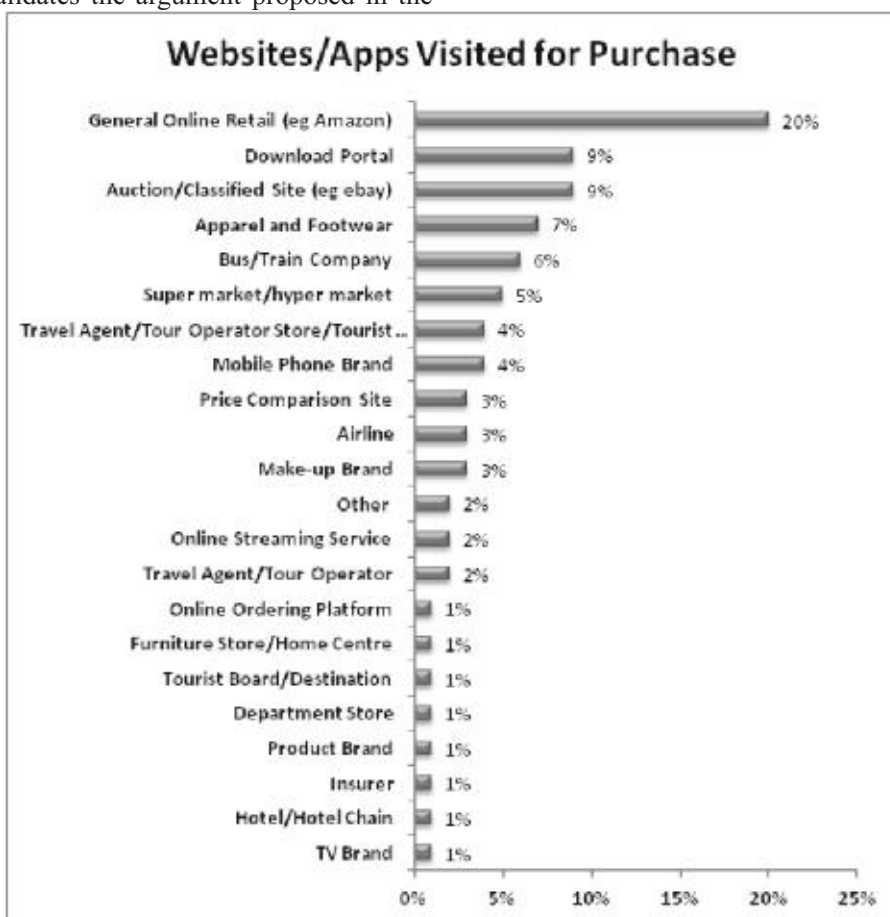 the argument proposed in the
Websites/Apps Visited for Purchase
General Online Retail (eg Amazon) 20%
Download Portal 9%
Auction/Classified Site (eg ebay) 9%
Apparel and Footwear 7%
Bus/Train Company 6%
Super market/hyper market 5%
Travel Agent/Tour Operator Store/Tourist ... 4%
Mobile Phone Brand 4%
Price Comparison Site 3%
Airline 3%
Make-up Brand 3%
Other 2%
Online Streaming Service 2%
Travel Agent/Tour Operator 2%
Online Ordering Platform 1%
Furniture Store/Home Centre 1%
Tourist Board/Destination 1%
Department Store 1%
Product Brand 1%
Insurer 1%
Hotel/Hotel Chain 1%
TV Brand 1%
0% 5% 10% 15% 20% 25%